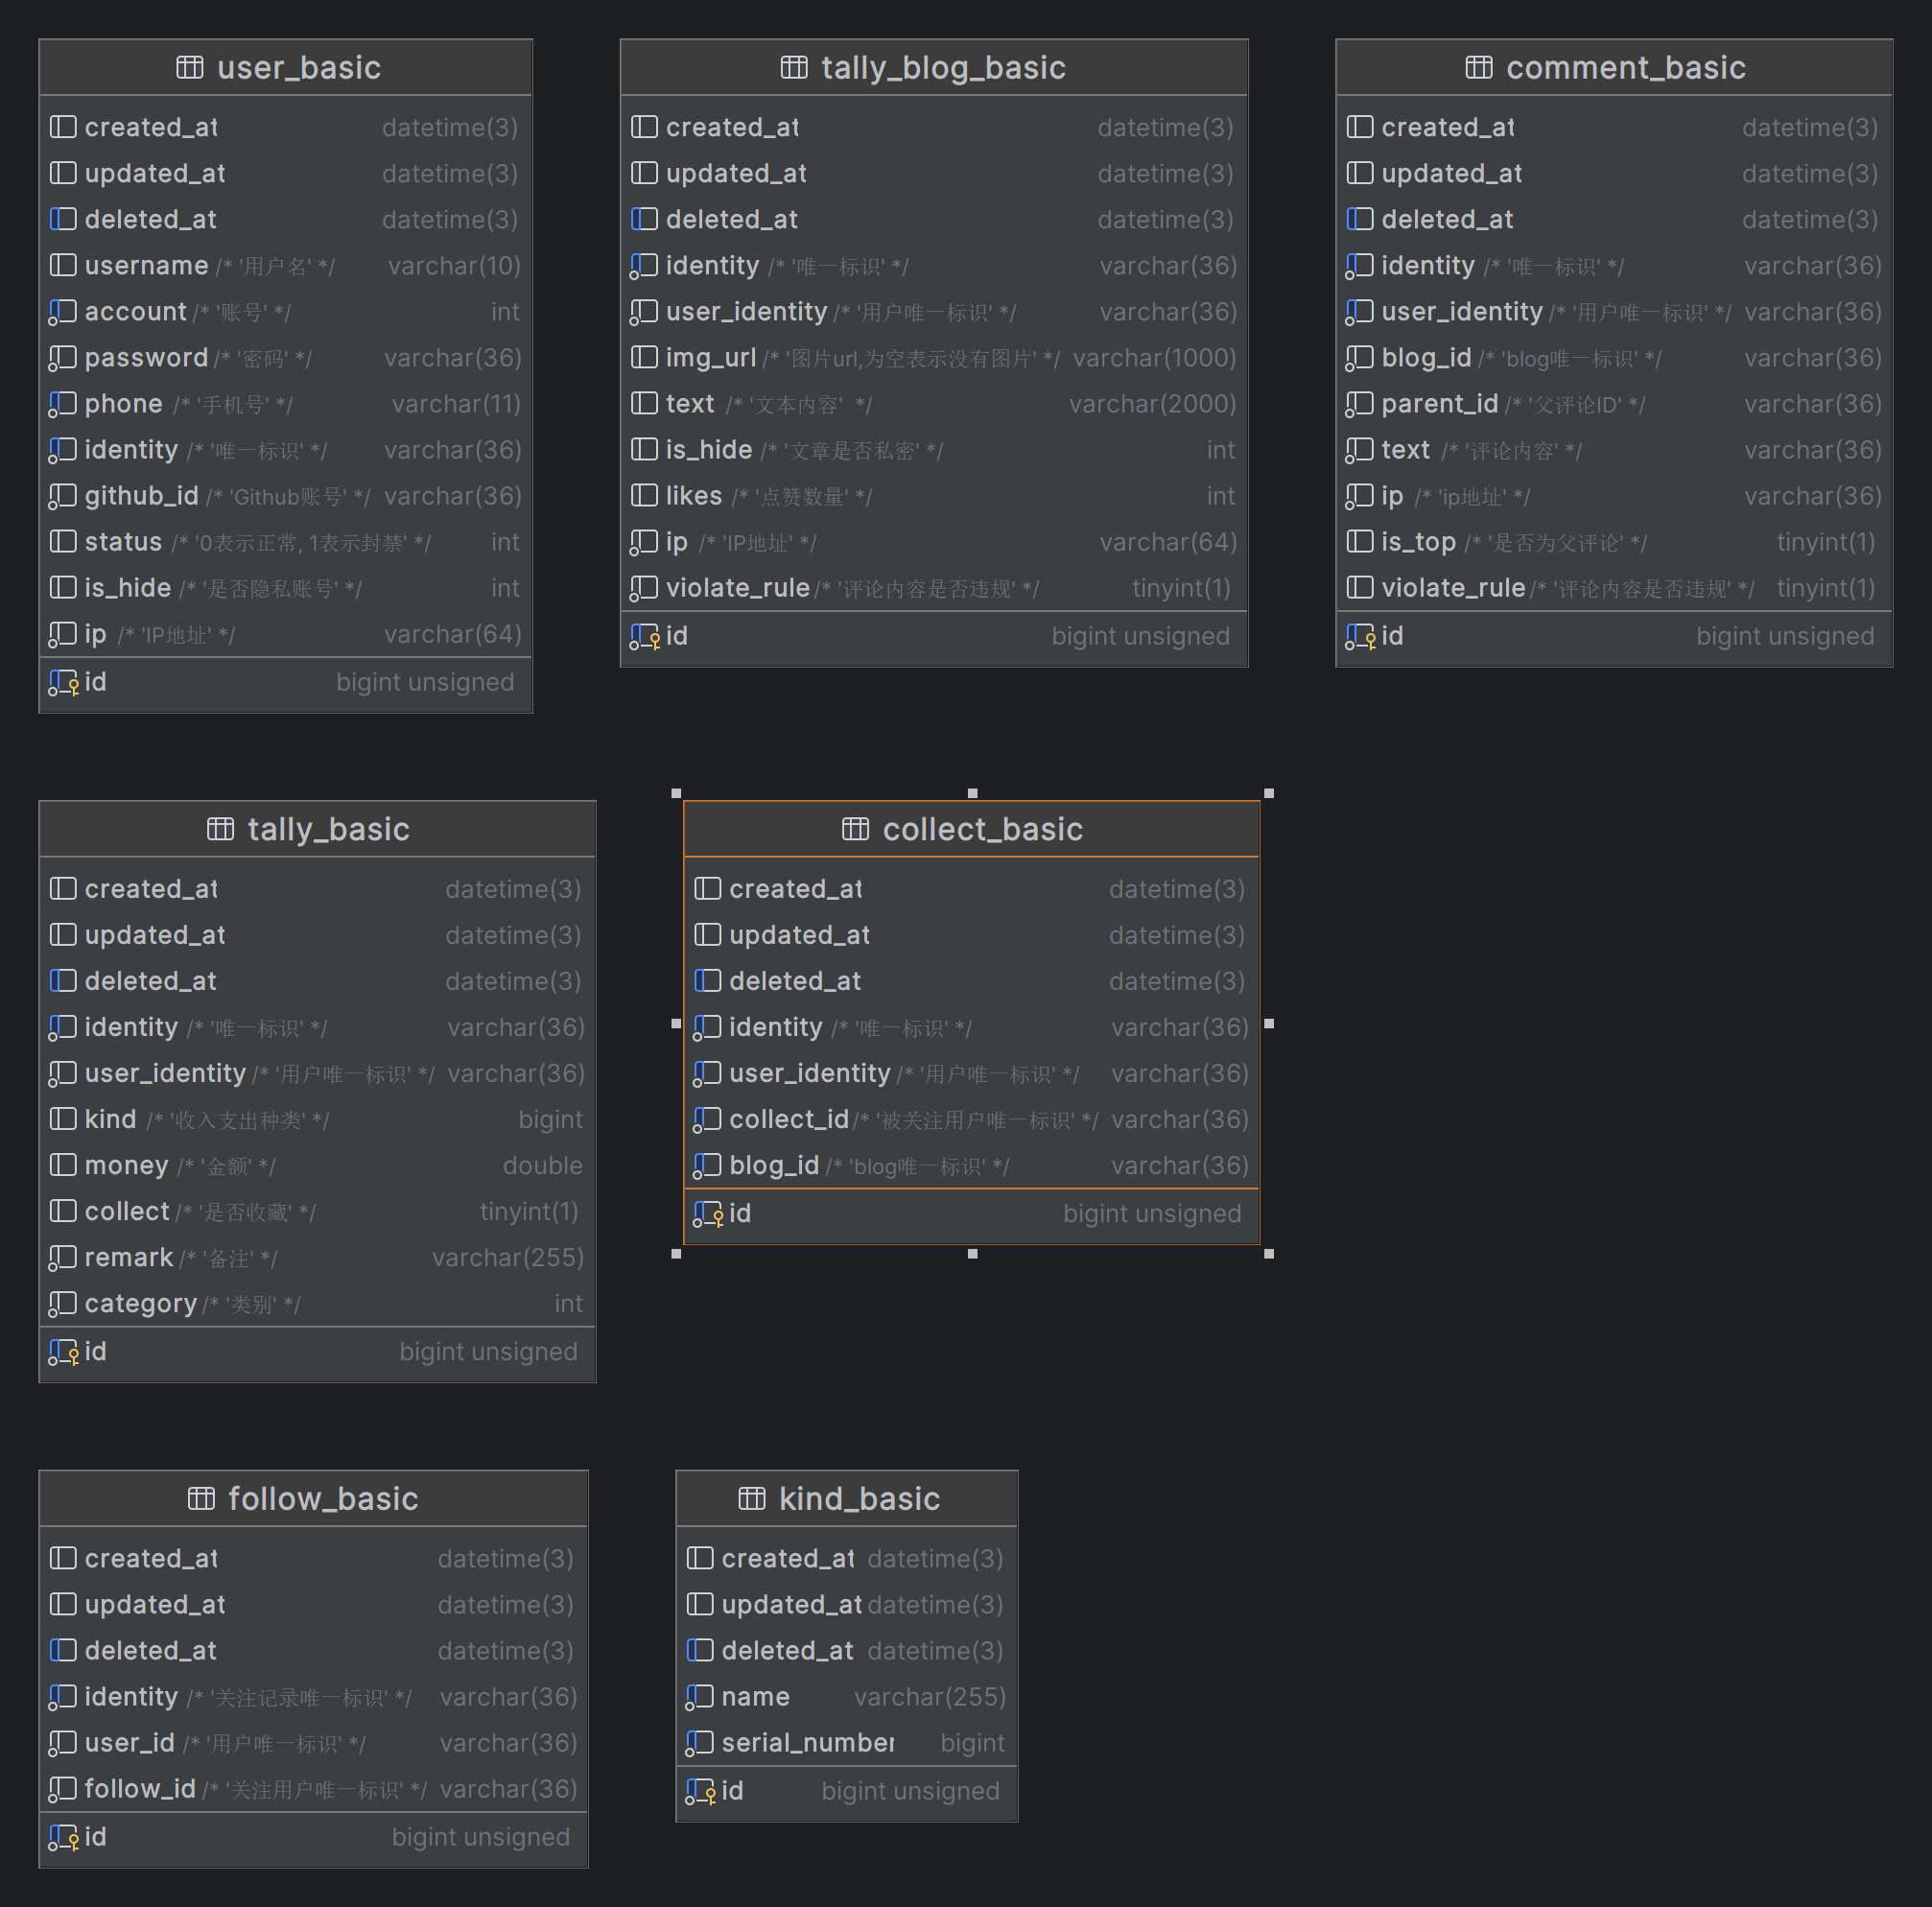 user_basic
created_at datetime(3)
updated_at datetime(3)
deleted_at datetime(3)
username /* '用户名' */ varchar(10)
account /* '账号' */ int
password /* '密码' */ varchar(36)
phone /* '手机号' */ varchar(11)
identity /* '唯一标识' */ varchar(36)
github_id /* 'Github账号' */ varchar(36)
status /* '0表示正常, 1表示封禁' */ int
is_hide /* '是否隐私账号' */ int
ip /* 'IP地址' */ varchar(64)
id bigint unsigned
tally_blog_basic
created_at datetime(3)
updated_at datetime(3)
deleted_at datetime(3)
identity /* '唯一标识' */ varchar(36)
user_identity /* '用户唯一标识' */ varchar(36)
img_url /* '图片url,为空表示没有图片' */ varchar(1000)
text /* '文本内容' */ varchar(2000)
is_hide /* '文章是否私密' */ int
likes /* '点赞数量' */ int
ip /* 'IP地址' */ varchar(64)
violate_rule /* '评论内容是否违规' */ tinyint(1)
id bigint unsigned
comment_basic
created_at datetime(3)
updated_at datetime(3)
deleted_at datetime(3)
identity /* '唯一标识' */ varchar(36)
user_identity /* '用户唯一标识' */ varchar(36)
blog_id /* 'blog唯一标识' */ varchar(36)
parent_id /* '父评论ID' */ varchar(36)
text /* '评论内容' */ varchar(36)
ip /* 'ip地址' */ varchar(36)
is_top /* '是否为父评论' */ tinyint(1)
violate_rule /* '评论内容是否违规' */ tinyint(1)
id bigint unsigned
tally_basic
created_at datetime(3)
updated_at datetime(3)
deleted_at datetime(3)
identity /* '唯一标识' */ varchar(36)
user_identity /* '用户唯一标识' */ varchar(36)
kind /* '收入支出种类' */ bigint
money /* '金额' */ double
collect /* '是否收藏' */ tinyint(1)
remark /* '备注' */ varchar(255)
category /* '类别' */ int
id bigint unsigned
collect_basic
created_at datetime(3)
updated_at datetime(3)
deleted_at datetime(3)
identity /* '唯一标识' */ varchar(36)
user_identity /* '用户唯一标识' */ varchar(36)
collect_id /* '被关注用户唯一标识' */ varchar(36)
blog_id /* 'blog唯一标识' */ varchar(36)
id bigint unsigned
follow_basic
created_at datetime(3)
updated_at datetime(3)
deleted_at datetime(3)
identity /* '关注记录唯一标识' */ varchar(36)
user_id /* '用户唯一标识' */ varchar(36)
follow_id /* '关注用户唯一标识' */ varchar(36)
id bigint unsigned
kind_basic
created_at datetime(3)
updated_at datetime(3)
deleted_at datetime(3)
name varchar(255)
serial_number bigint
id bigint unsigned